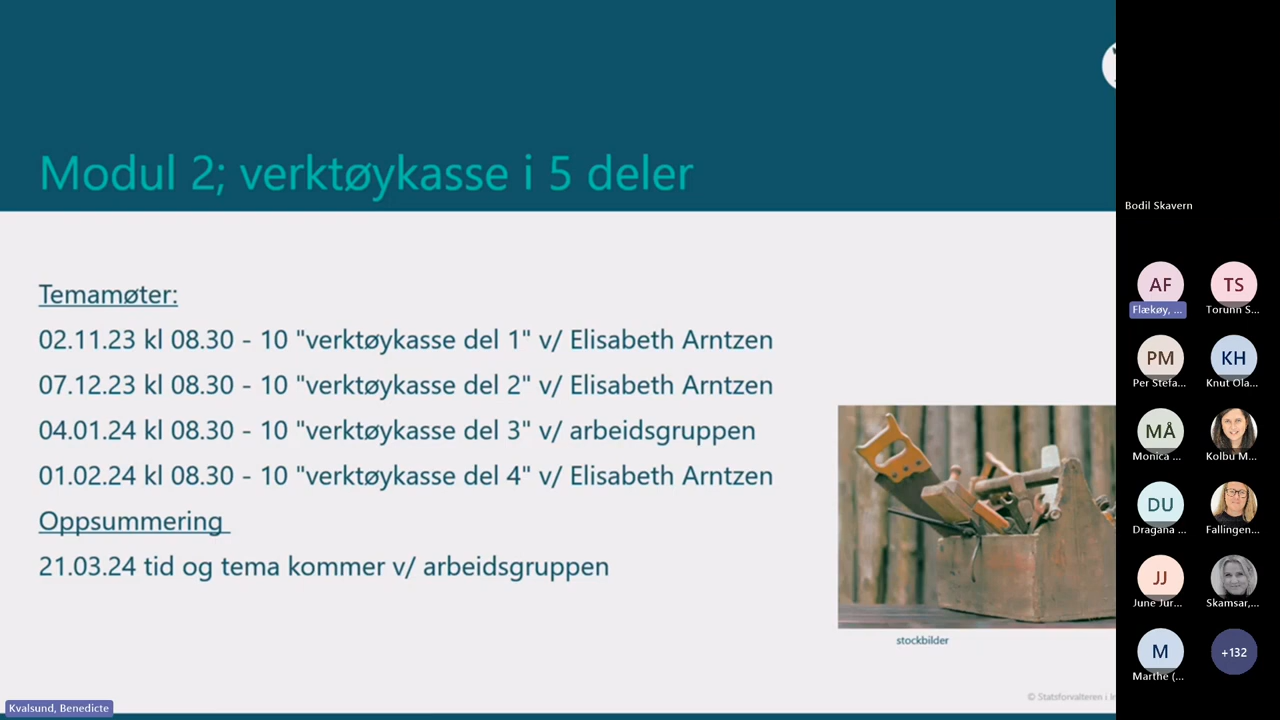 Modul 2; verktøykasse i 5 deler
Temamøter:
02.11.23 kl 08.30 - 10 "verktøykasse del 1" v/ Elisabeth Arntzen
07.12.23 kl 08.30 - 10 "verktøykasse del 2" v/ Elisabeth Arntzen
04.01.24 kl 08.30 - 10 "verktøykasse del 3" v/ arbeidsgruppen
01.02.24 kl 08.30 - 10 "verktøykasse del 4" v/ Elisabeth Arntzen
Oppsummering
21.03.24 tid og tema kommer v/ arbeidsgruppen
stockbilder
© Statsforvalteren i
Kvalsund, Benedicte
Bodil Skavern
AF
TS
Flækøy, ...
Torunn S...
PM
KH
Per Stefa...
Knut Ola...
MÅ
Monica ...
Kolbu M...
DU
Dragana ...
Fallingen...
JJ
June Jur...
Skamsar,...
M
+132
Marthe (...